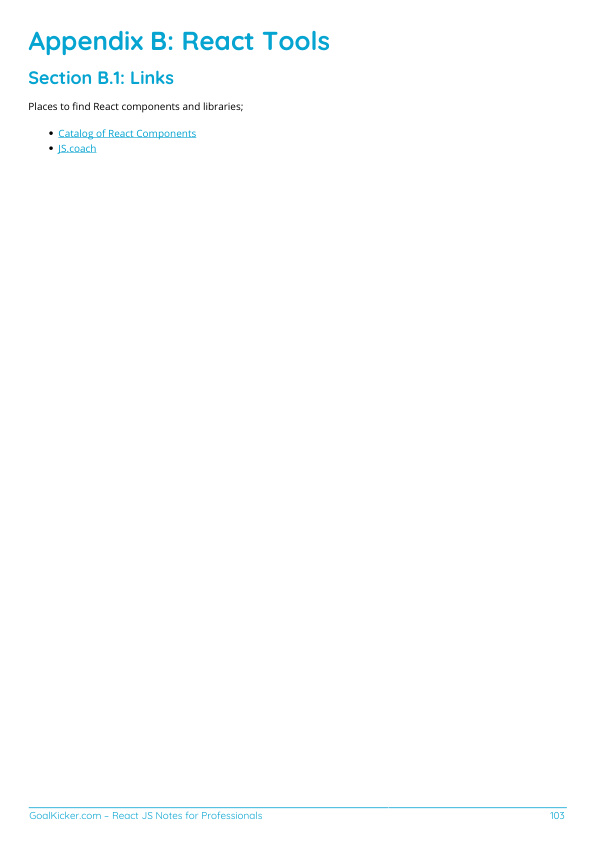 Appendix B: React Tools
Section B.1: Links
Places to find React components and libraries;
• Catalog of React Components
• JS.coach
GoalKicker.com – React JS Notes for Professionals 103